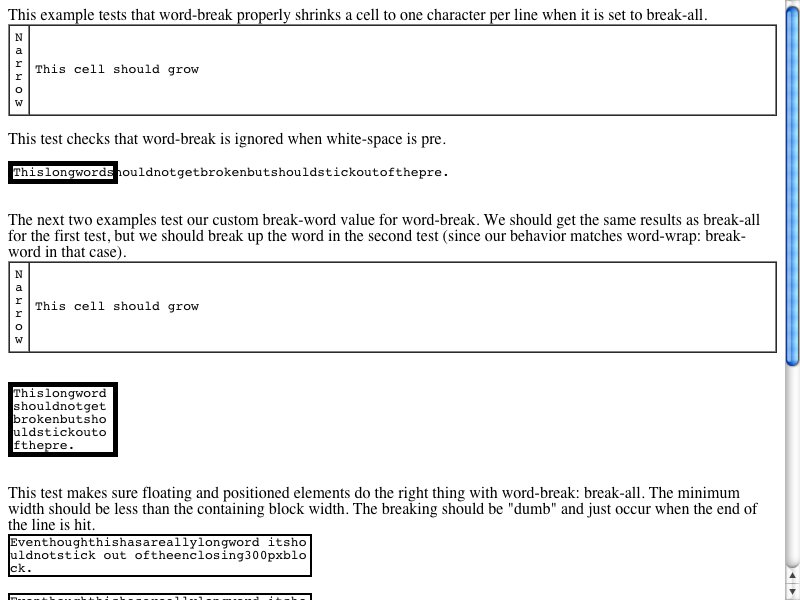 This example tests that word-break properly shrinks a cell to one character per line when it is set to break-all.
N
a
r
r
o
w
This cell should grow
This test checks that word-break is ignored when white-space is pre.
Thislongwordshouldnotgetbrokenbutshouldstickoutofthepre.
The next two examples test our custom break-word value for word-break. We should get the same results as break-all
for the first test, but we should break up the word in the second test (since our behavior matches word-wrap: break-
word in that case).
N
a
r
r
o
w
This cell should grow
Thislongword
shouldnotget
brokenbutsho
uldstickouto
fthepre.
This test makes sure floating and positioned elements do the right thing with word-break: break-all. The minimum
width should be less than the containing block width. The breaking should be "dumb" and just occur when the end of
the line is hit.
Eventhoughthishasareallylongword itsho
uldnotstick out oftheenclosing300pxblo
ck.